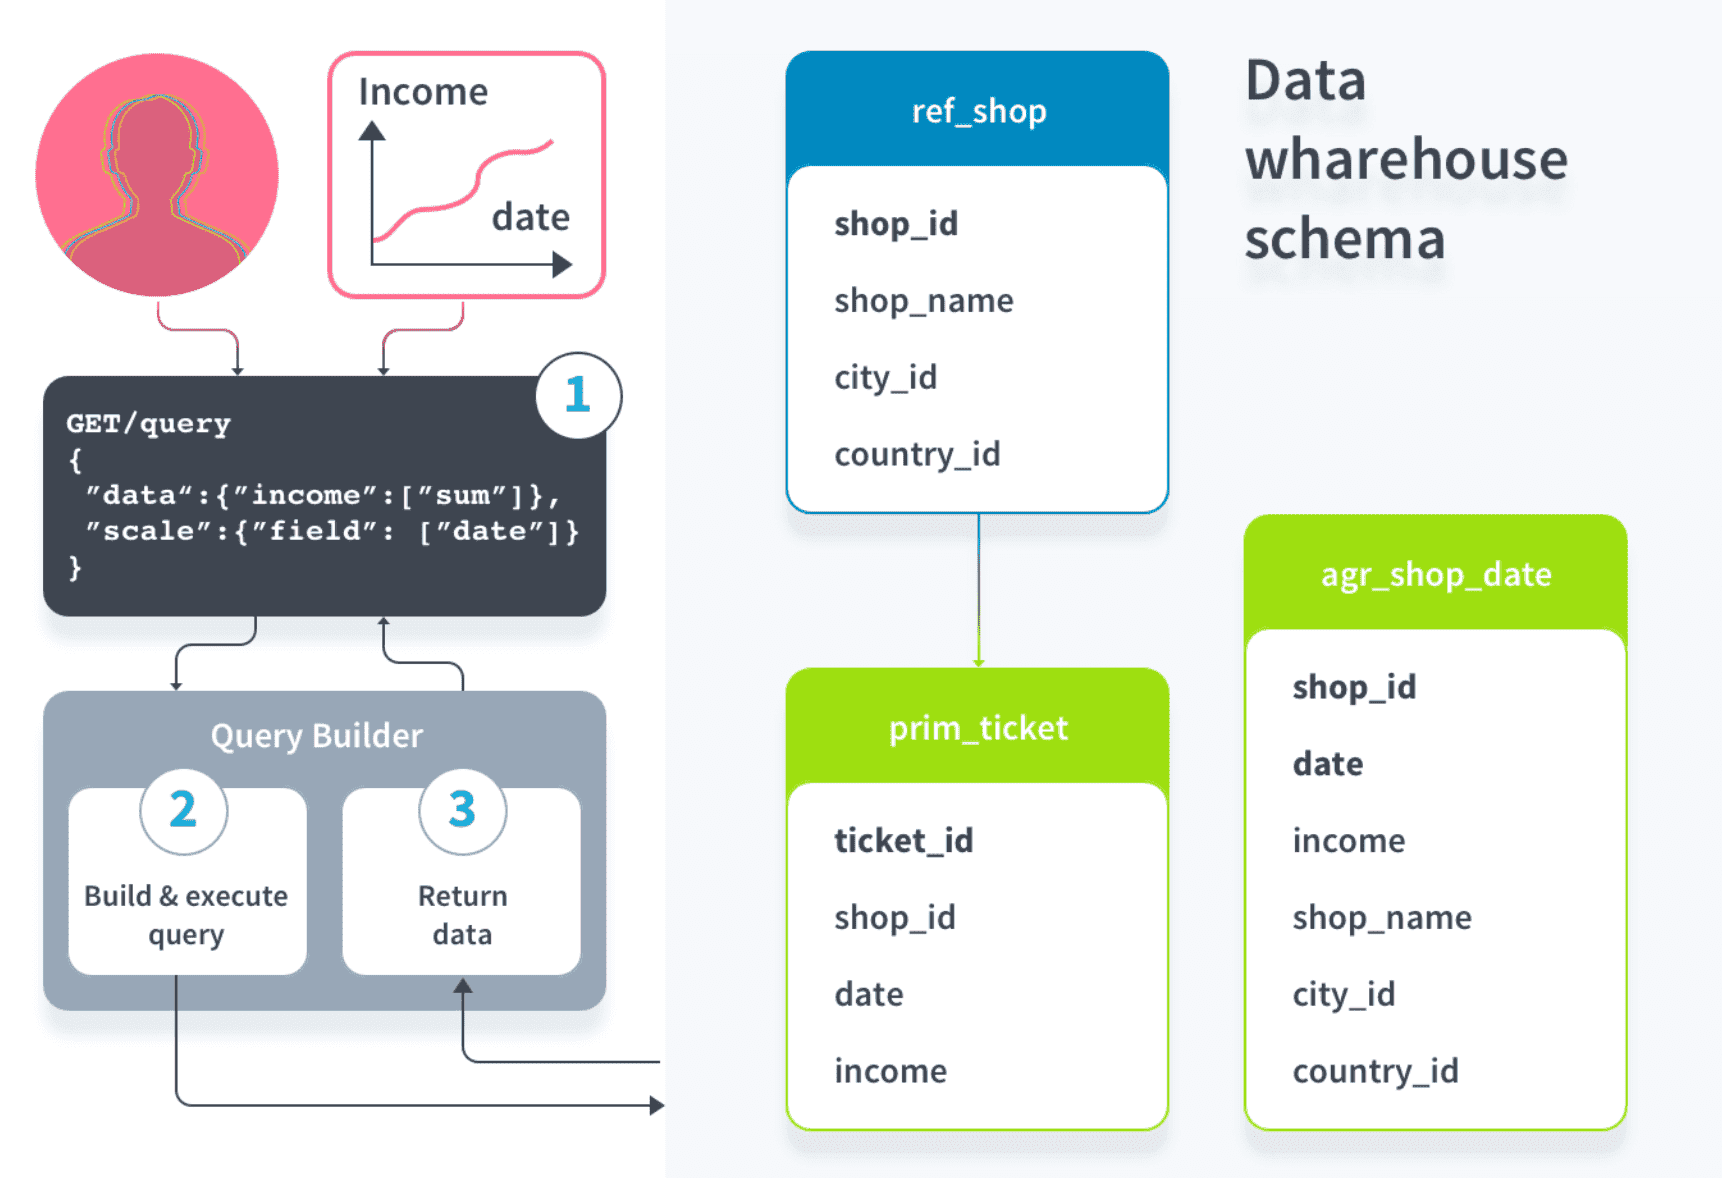 Income
date
1
GET/query
{
”data“:{”income”:[”sum”]},
”scale”:{”field”: [”date”]}
}
Query Builder
2
Build & execute
query
3
Return
data
Data
wharehouse
schema
ref_shop
shop_id
shop_name
city_id
country_id
prim_ticket
ticket_id
shop_id
date
income
agr_shop_date
shop_id
date
income
shop_name
city_id
country_id